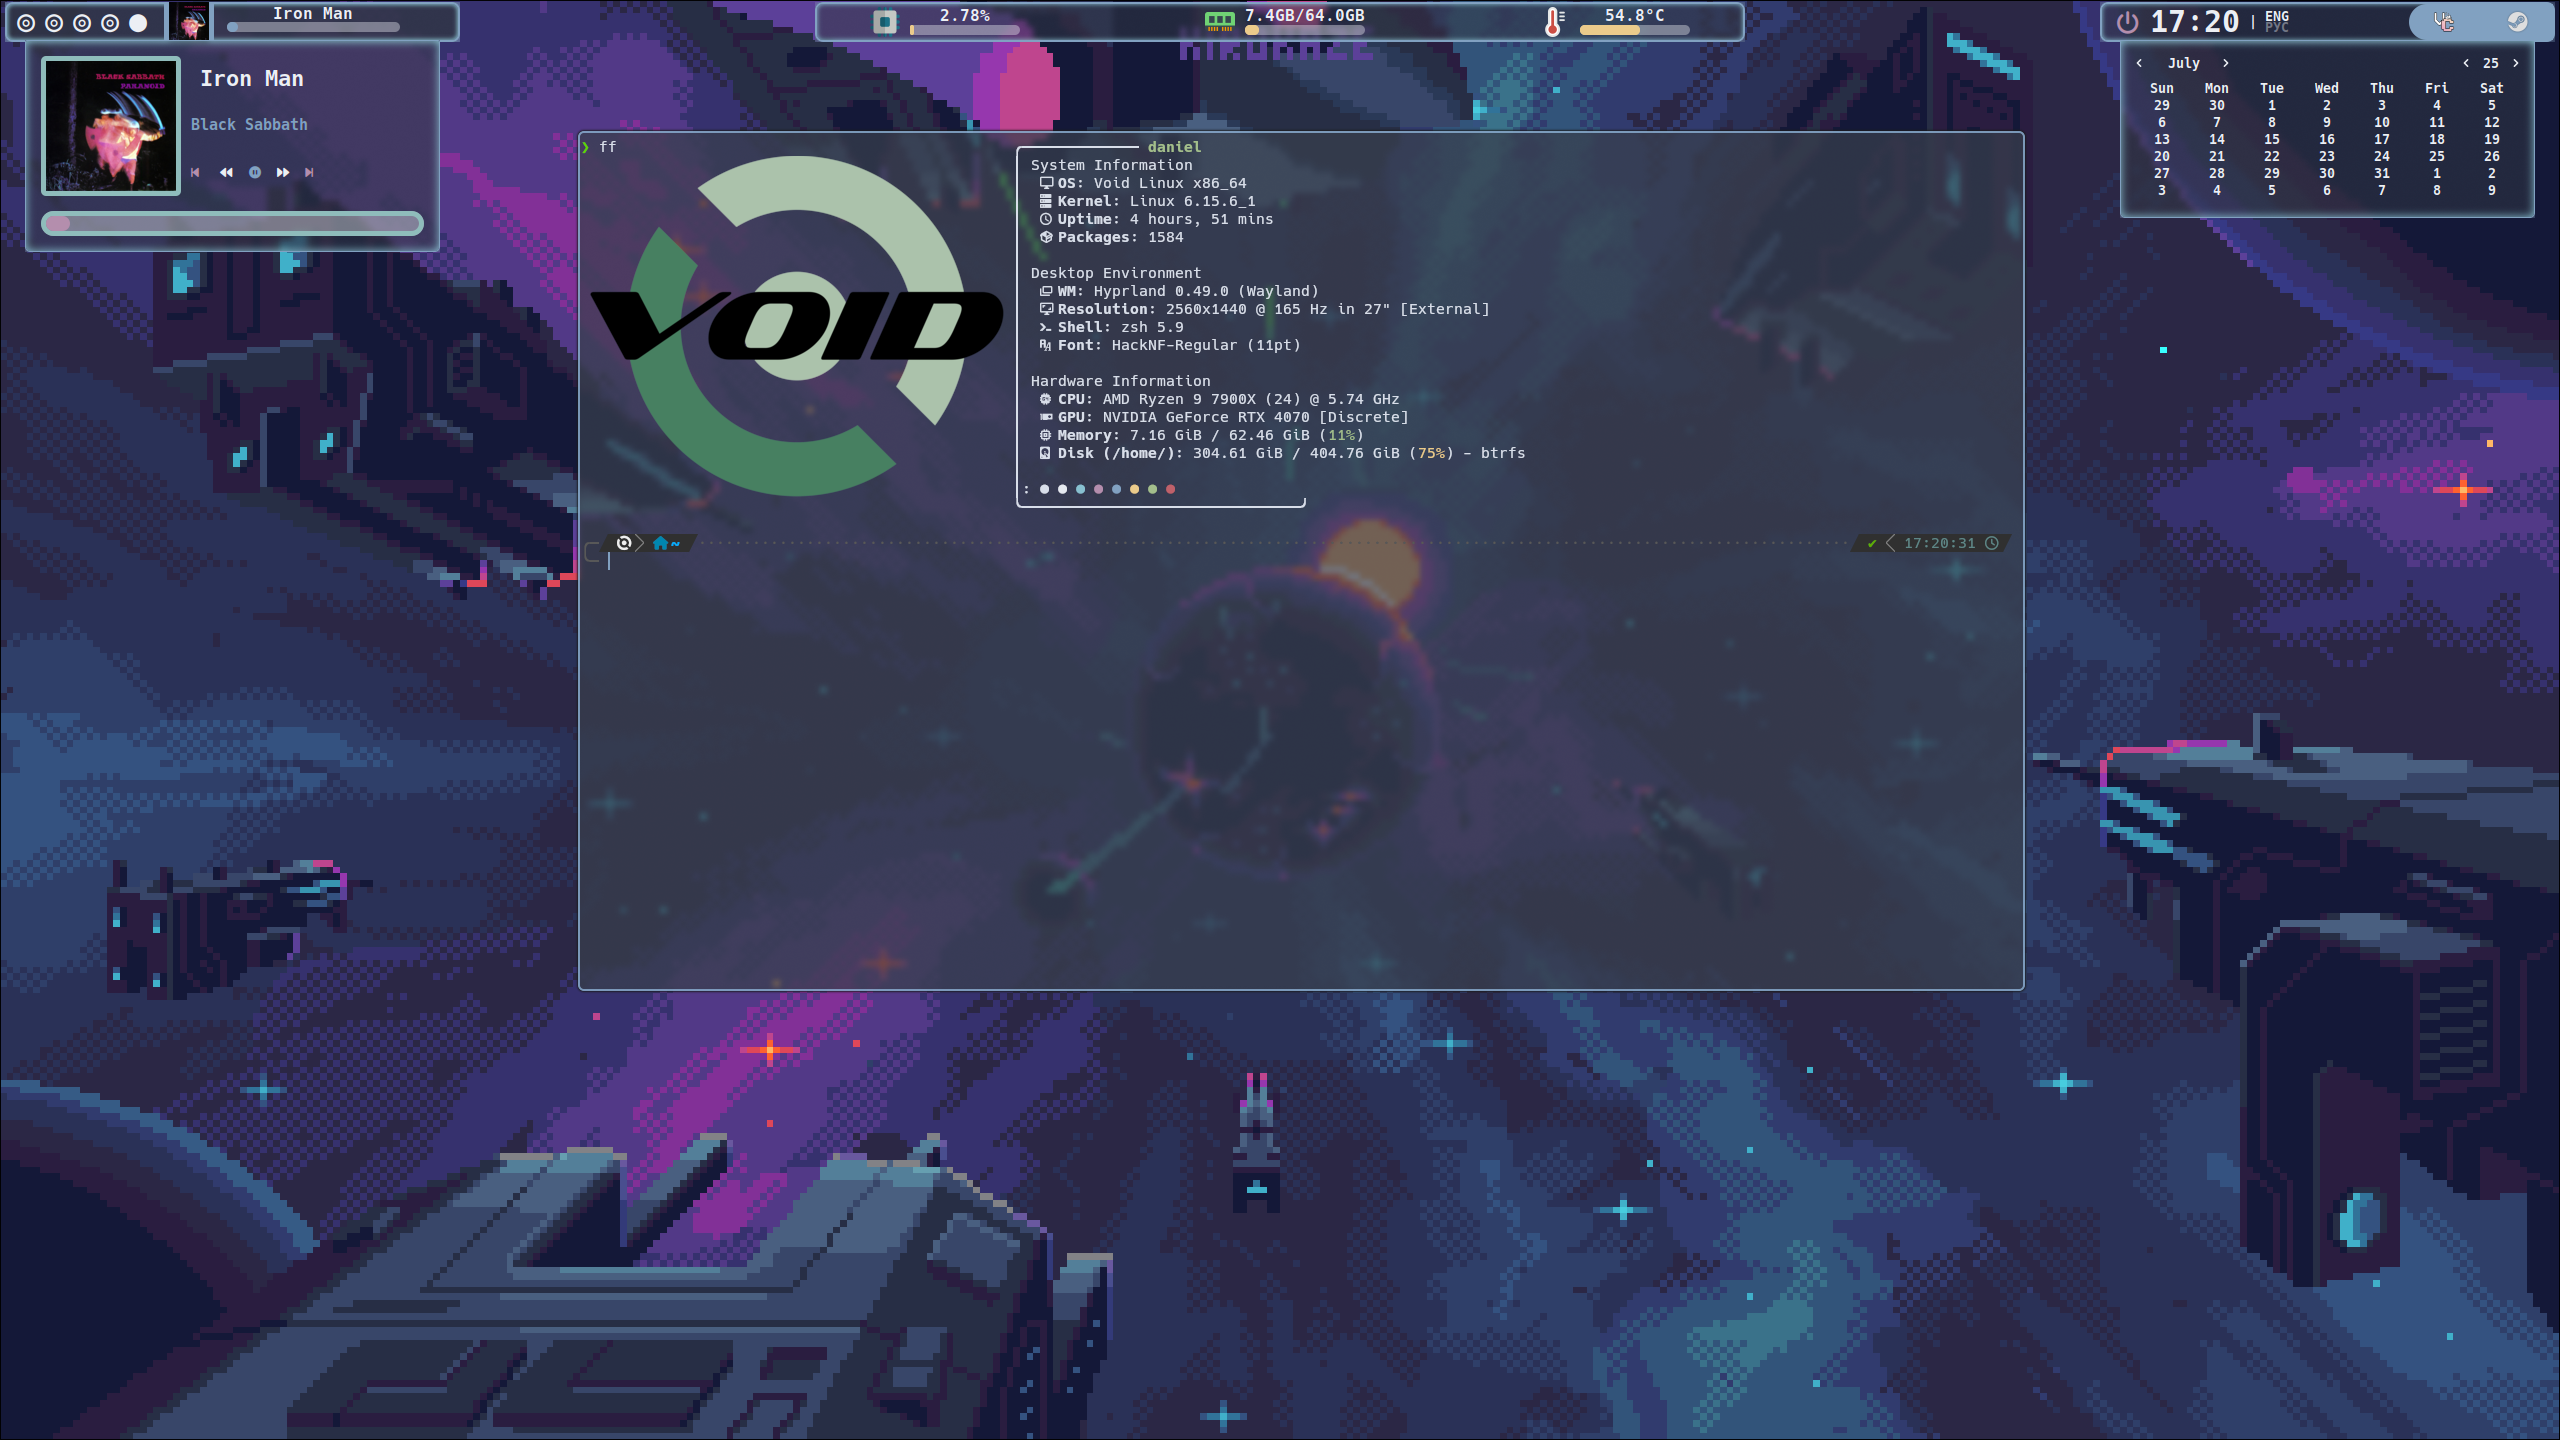 Iron Man
2.78%
7.4GB/64.0GB
54.8°C
17:20 | ENG
РУС
BLACK SABBATH
PARANOID
Iron Man
Black Sabbath
‹ July › ‹ 25 ›
Sun Mon Tue Wed Thu Fri Sat
29 30 1 2 3 4 5
6 7 8 9 10 11 12
13 14 15 16 17 18 19
20 21 22 23 24 25 26
27 28 29 30 31 1 2
3 4 5 6 7 8 9
❯ ff
VOID
daniel
System Information
OS: Void Linux x86_64
Kernel: Linux 6.15.6_1
Uptime: 4 hours, 51 mins
Packages: 1584
Desktop Environment
WM: Hyprland 0.49.0 (Wayland)
Resolution: 2560x1440 @ 165 Hz in 27" [External]
Shell: zsh 5.9
Font: HackNF-Regular (11pt)
Hardware Information
CPU: AMD Ryzen 9 7900X (24) @ 5.74 GHz
GPU: NVIDIA GeForce RTX 4070 [Discrete]
Memory: 7.16 GiB / 62.46 GiB (11%)
Disk (/home/): 304.61 GiB / 404.76 GiB (75%) - btrfs
:
~
✔ 17:20:31